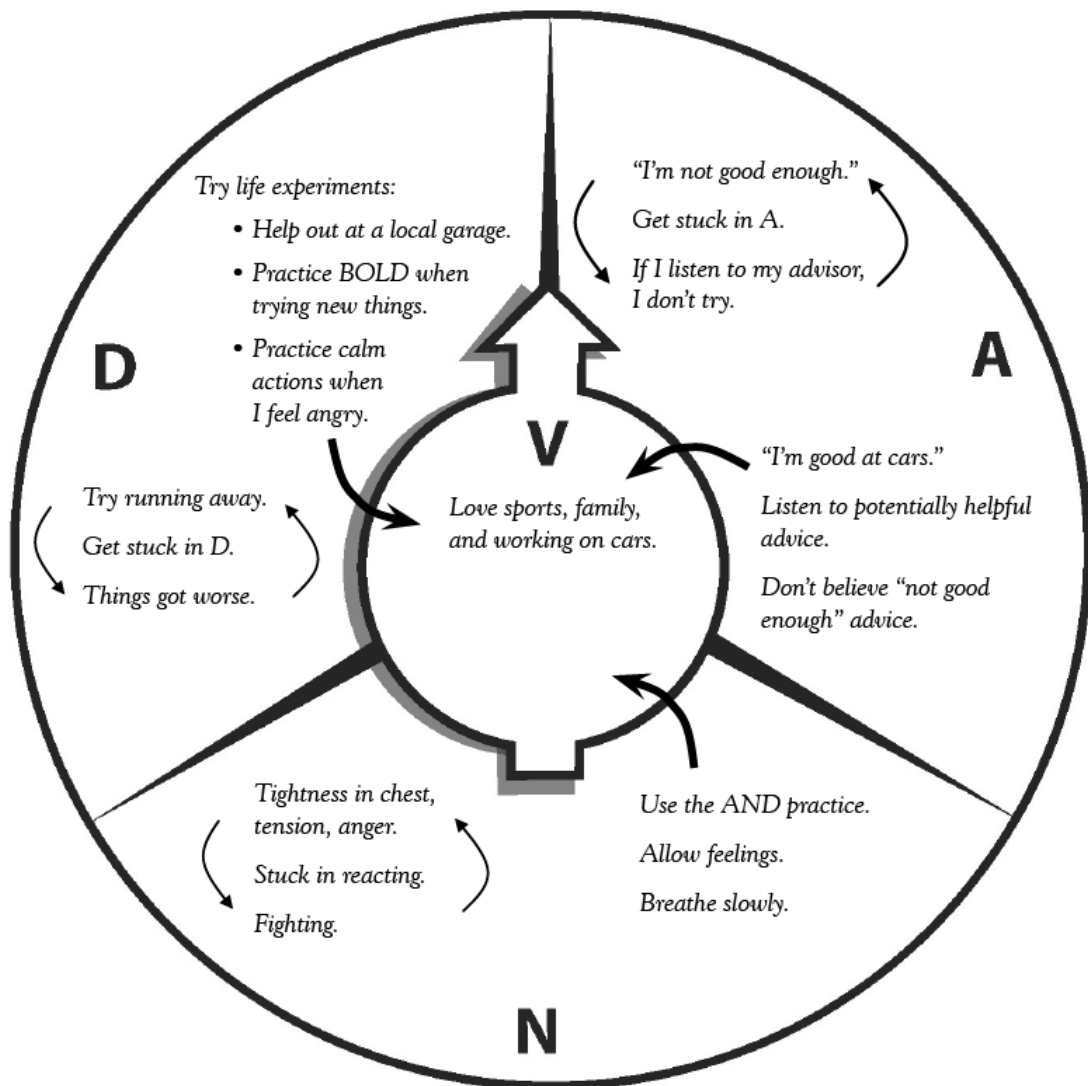 Try life experiments:
• Help out at a local garage.
• Practice BOLD when
trying new things.
• Practice calm
actions when
I feel angry.
D
Try running away.
Get stuck in D.
Things got worse.
“I’m not good enough.”
Get stuck in A.
If I listen to my advisor,
I don’t try.
A
“I’m good at cars.”
Listen to potentially helpful
advice.
Don’t believe “not good
enough” advice.
V
Love sports, family,
and working on cars.
Tightness in chest,
tension, anger.
Stuck in reacting.
Fighting.
Use the AND practice.
Allow feelings.
Breathe slowly.
N